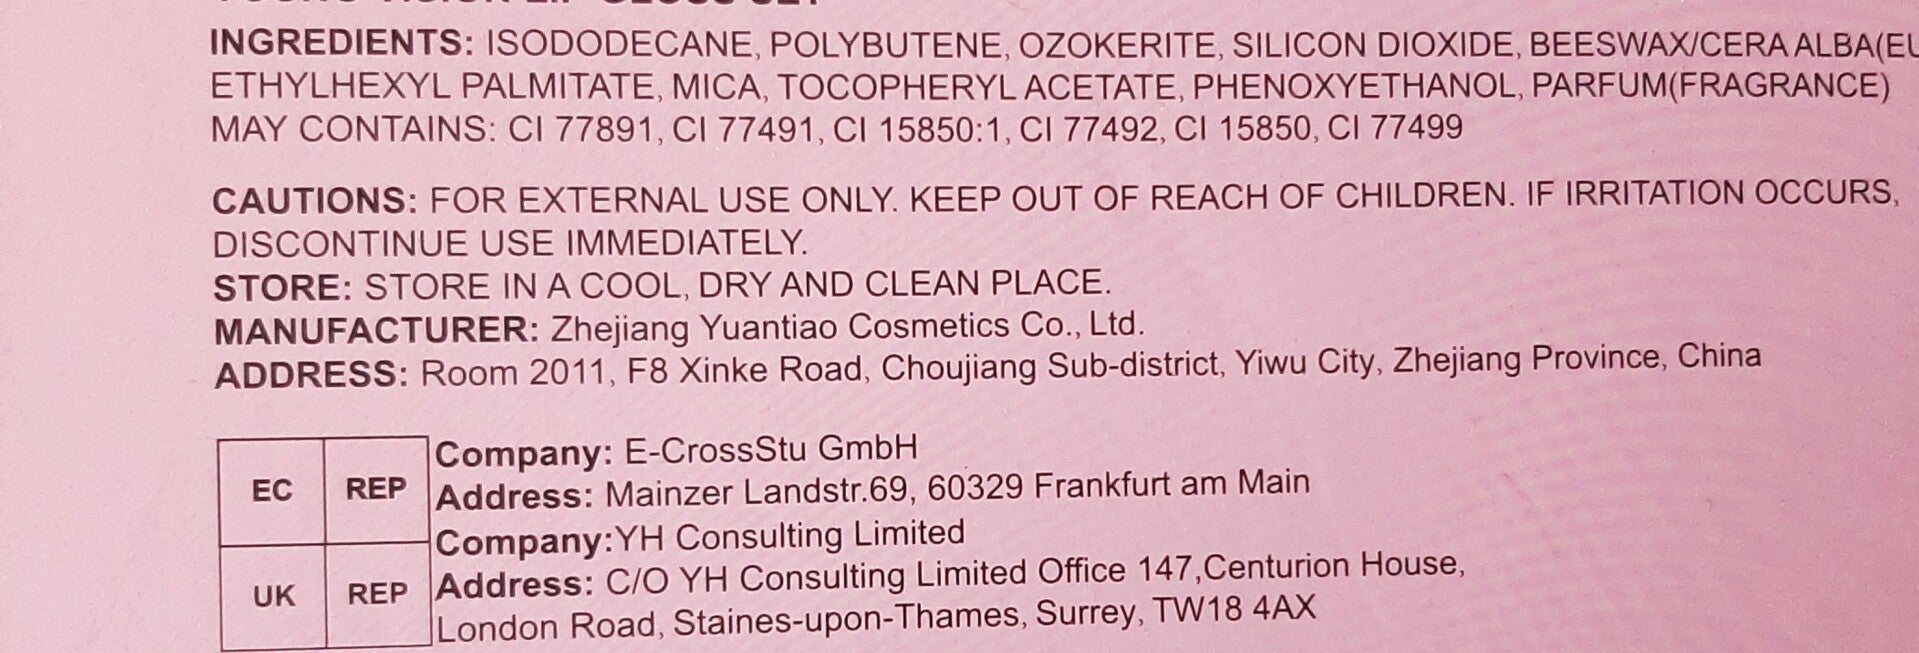 INGREDIENTS: ISODODECANE, POLYBUTENE, OZOKERITE, SILICON DIOXIDE, BEESWAX/CERA ALBA(EU
ETHYLHEXYL PALMITATE, MICA, TOCOPHERYL ACETATE, PHENOXYETHANOL, PARFUM(FRAGRANCE)
MAY CONTAINS: CI 77891, CI 77491, CI 15850:1, CI 77492, CI 15850, CI 77499
CAUTIONS: FOR EXTERNAL USE ONLY. KEEP OUT OF REACH OF CHILDREN. IF IRRITATION OCCURS,
DISCONTINUE USE IMMEDIATELY.
STORE: STORE IN A COOL, DRY AND CLEAN PLACE.
MANUFACTURER: Zhejiang Yuantiao Cosmetics Co., Ltd.
ADDRESS: Room 2011, F8 Xinke Road, Choujiang Sub-district, Yiwu City, Zhejiang Province, China
EC REP
Company: E-CrossStu GmbH
Address: Mainzer Landstr.69, 60329 Frankfurt am Main
UK REP
Company:YH Consulting Limited
Address: C/O YH Consulting Limited Office 147,Centurion House,
London Road, Staines-upon-Thames, Surrey, TW18 4AX